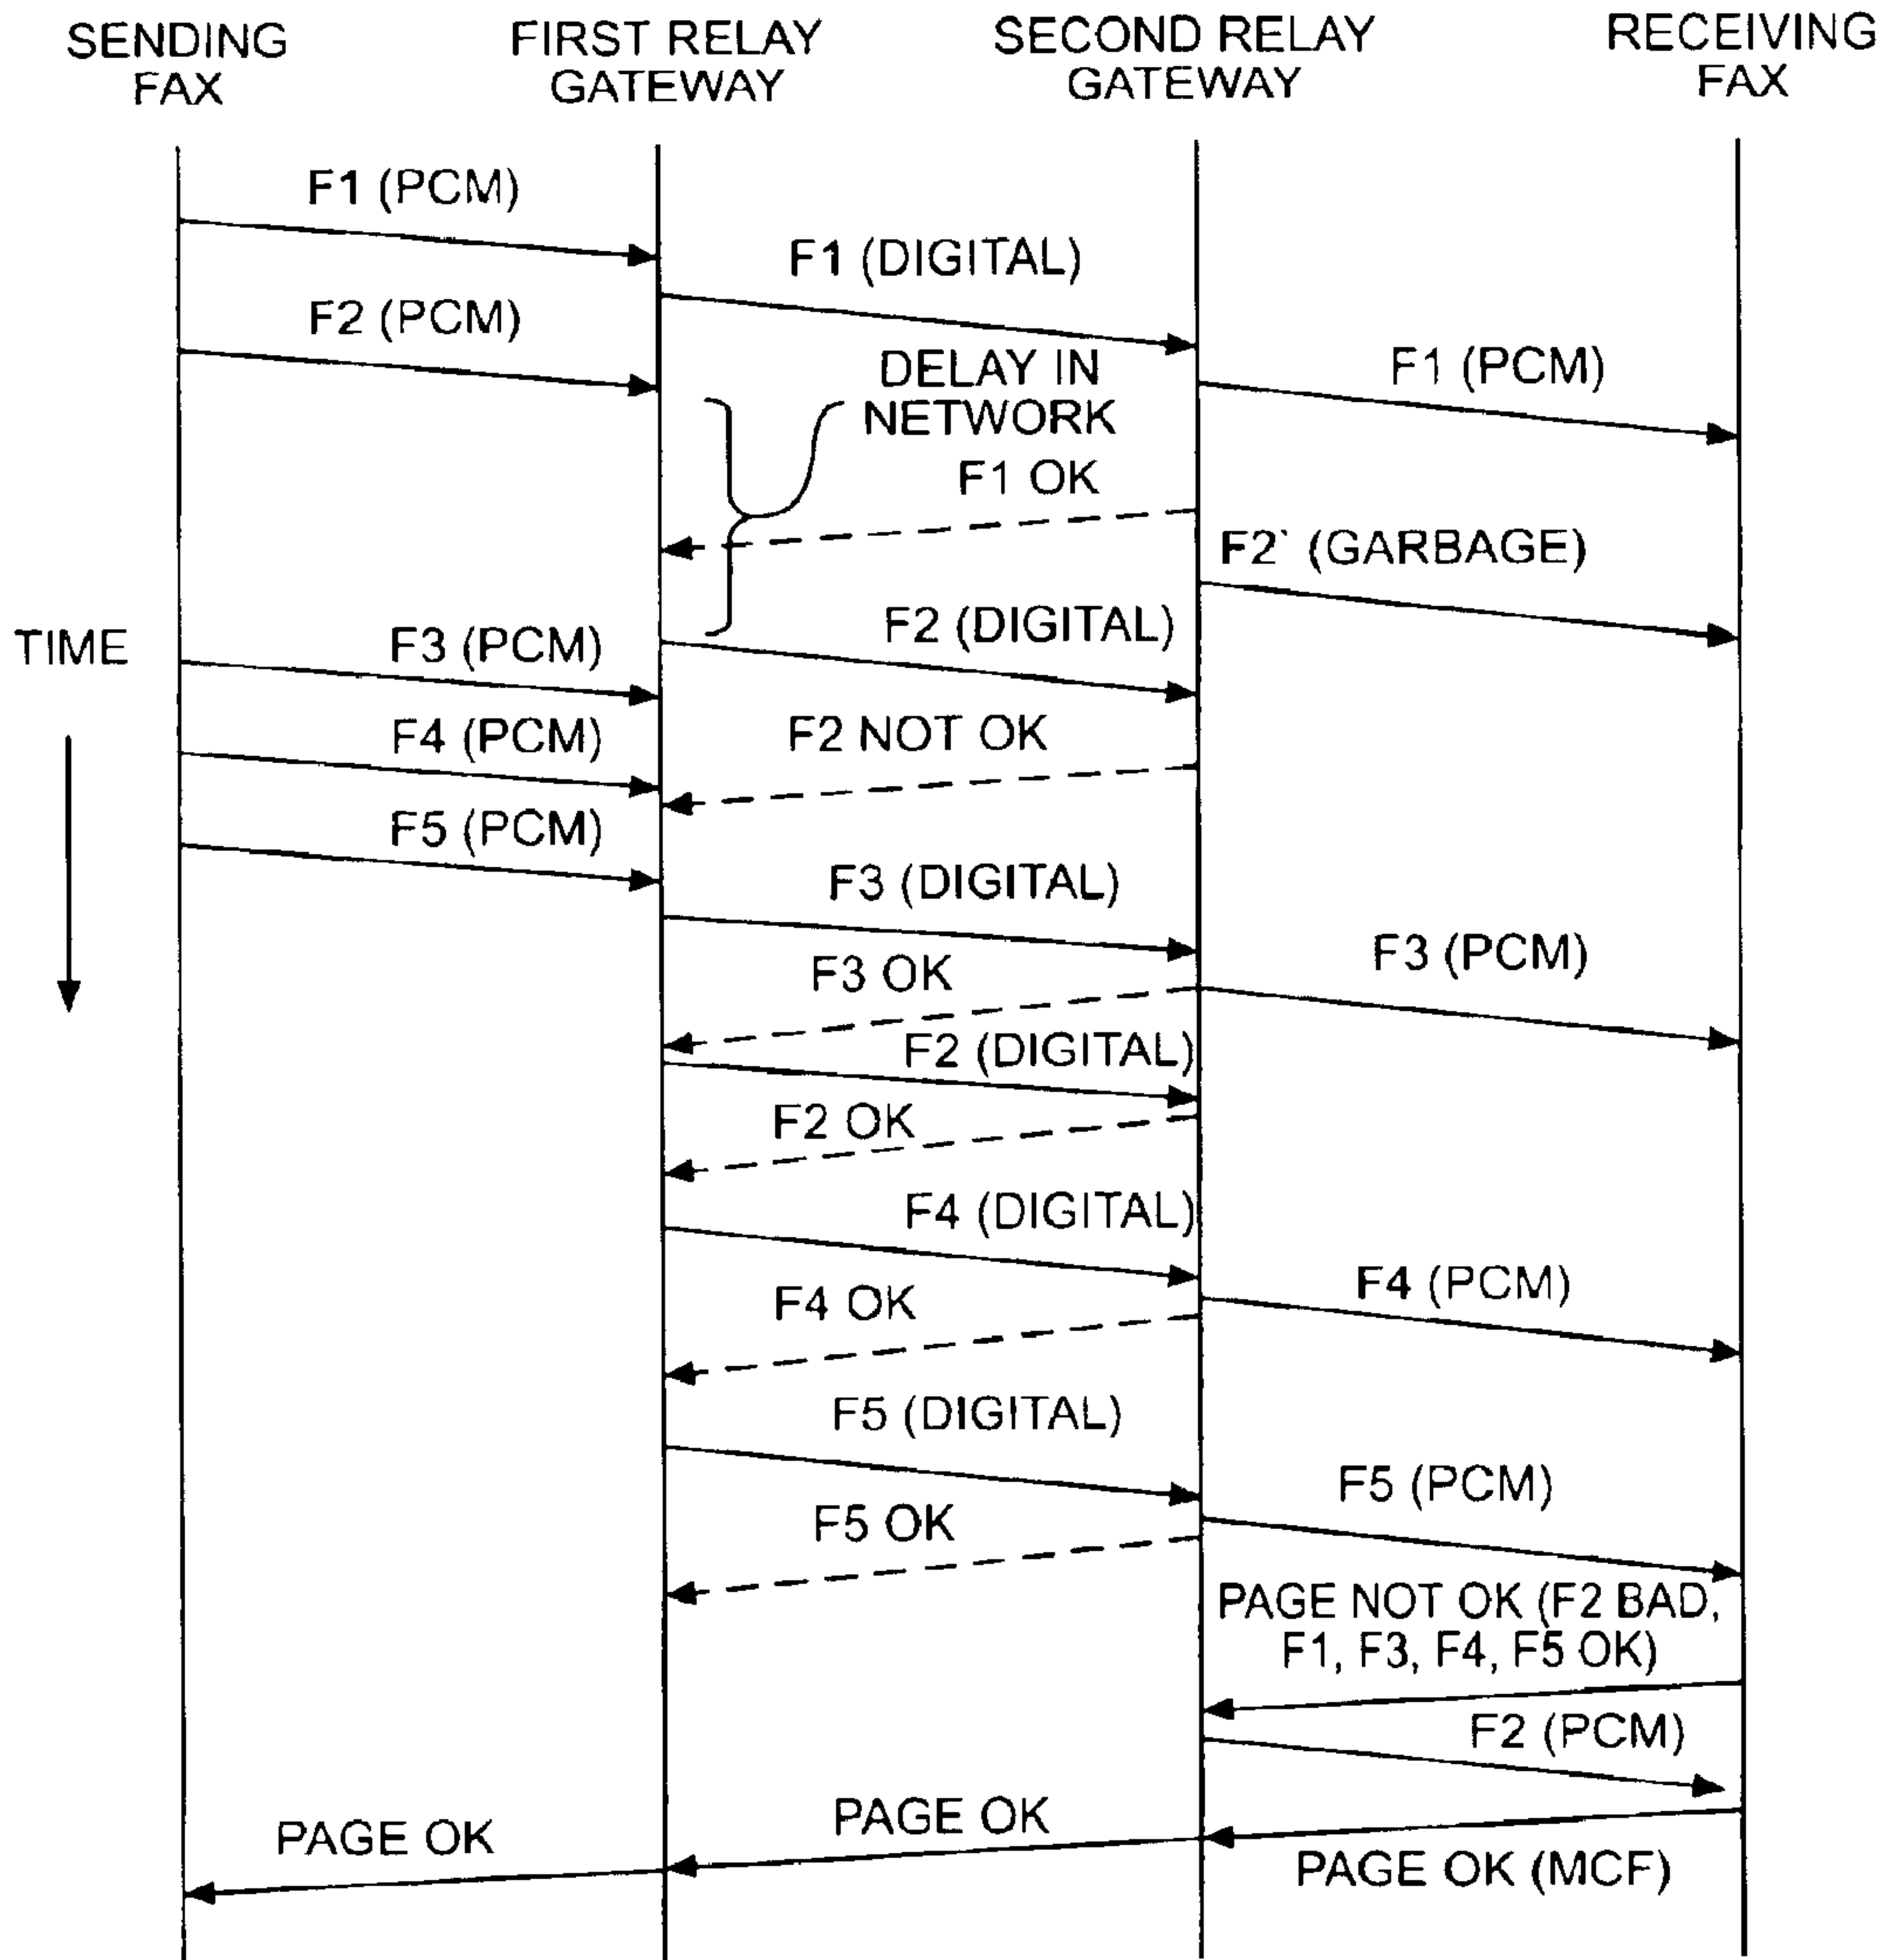 SENDING
FAX
FIRST RELAY
GATEWAY
SECOND RELAY
GATEWAY
RECEIVING
FAX
F1 (PCM)
F1 (DIGITAL)
F2 (PCM)
DELAY IN
NETWORK
F1 (PCM)
F1 OK
F2` (GARBAGE)
F2 (DIGITAL)
TIME
F3 (PCM)
F4 (PCM)
F2 NOT OK
F5 (PCM)
F3 (DIGITAL)
F3 (PCM)
F3 OK
F2 (DIGITAL)
F2 OK
F4 (DIGITAL)
F4 (PCM)
F4 OK
F5 (DIGITAL)
F5 (PCM)
F5 OK
PAGE NOT OK (F2 BAD,
F1, F3, F4, F5 OK)
F2 (PCM)
PAGE OK
PAGE OK
PAGE OK (MCF)